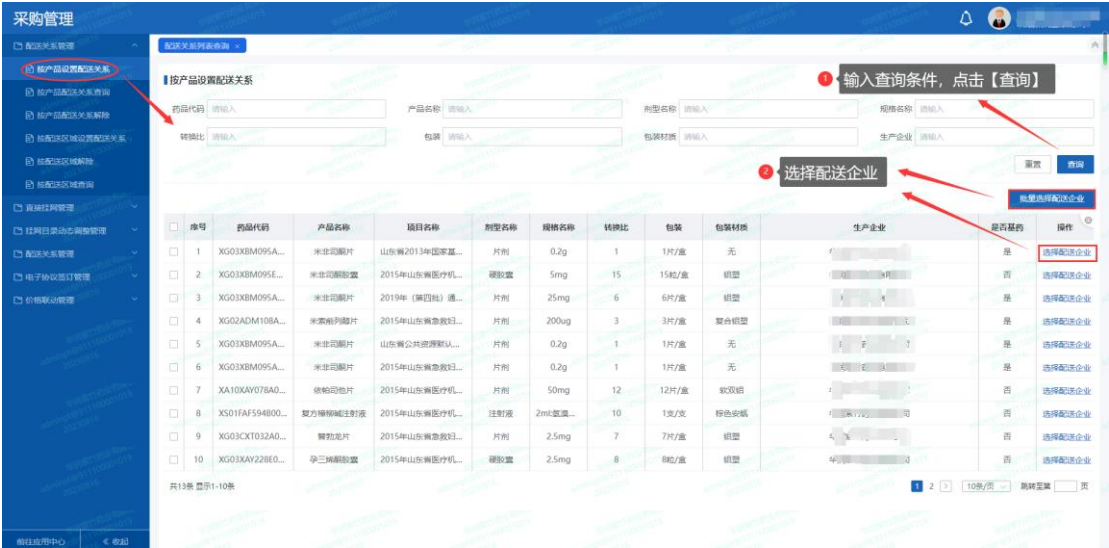 采购管理
配送关系管理
按产品设置配送关系
按产品配送关系查询
按产品配送关系解除
按配送区域设置配送关系
按配送区域解除
按配送区域查询
直接挂网管理
挂网目录动态调整管理
配送关系管理
电子协议签订管理
价格联动管理
前往应用中心 《 收起
配送关系列表查询 ×
按产品设置配送关系
1 输入查询条件，点击【查询】
药品代码 请输入 产品名称 请输入 剂型名称 请输入 规格名称 请输入
转换比 请输入 包装 请输入 包装材质 请输入 生产企业 请输入
重置 查询
2 选择配送企业
批量选择配送企业
序号 药品代码 产品名称 项目名称 剂型名称 规格名称 转换比 包装 包装材质 生产企业 是否基药 操作
1 XG03XBM095A... 米非司酮片 山东省2013年国家基... 片剂 0.2g 1 1片/盒 无 是 选择配送企业
2 XG03XBM095E... 米非司酮胶囊 2015年山东省医疗机... 硬胶囊 5mg 15 15粒/盒 铝塑 否 选择配送企业
3 XG03XBM095A... 米非司酮片 2019年（第四批）通... 片剂 25mg 6 6片/盒 铝塑 是 选择配送企业
4 XG02ADM108A... 米索前列醇片 2015年山东省急救妇... 片剂 200ug 3 3片/盒 复合铝塑 是 选择配送企业
5 XG03XBM095A... 米非司酮片 山东省公共资源默认... 片剂 0.2g 1 1片/盒 无 是 选择配送企业
6 XG03XBM095A... 米非司酮片 2015年山东省急救妇... 片剂 0.2g 1 1片/盒 无 是 选择配送企业
7 XA10XAY078A0... 依帕司他片 2015年山东省医疗机... 片剂 50mg 12 12片/盒 软双铝 否 选择配送企业
8 XS01FAF594B00... 复方樟柳碱注射液 2015年山东省医疗机... 注射液 2ml:氢溴... 10 1支/支 棕色安瓿 否 选择配送企业
9 XG03CXT032A0... 替勃龙片 2015年山东省急救妇... 片剂 2.5mg 7 7片/盒 铝塑 否 选择配送企业
10 XG03XAY228E0... 孕三烯酮胶囊 2015年山东省医疗机... 硬胶囊 2.5mg 8 8粒/盒 铝塑 否 选择配送企业
共13条 显示1-10条 1 2 > 10条/页 跳转至第 页